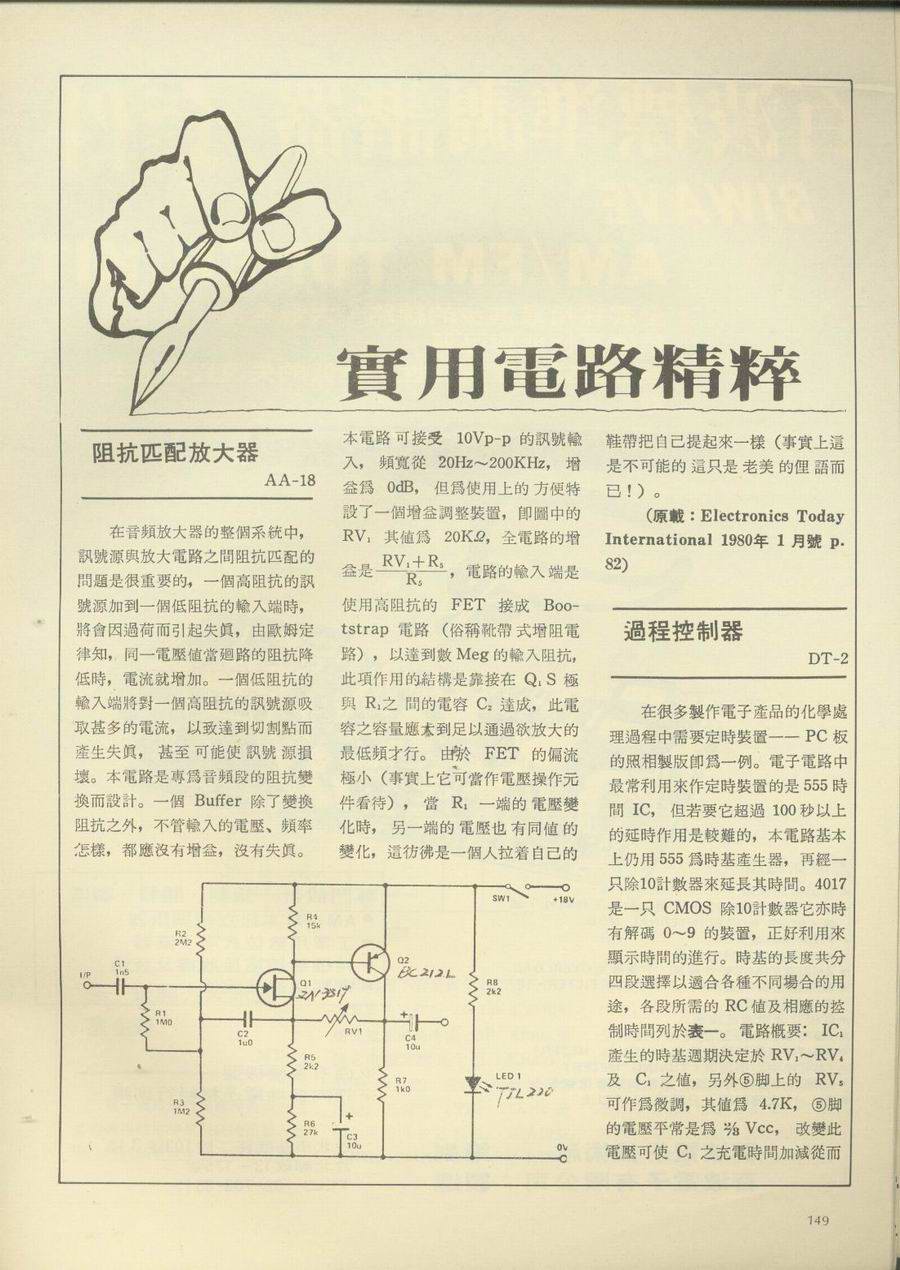 實用電路精粹
阻抗匹配放大器
AA-18
在音頻放大器的整個系統中，
訊號源與放大電路之間阻抗匹配的
問題是很重要的，一個高阻抗的訊
號源加到一個低阻抗的輸入端時，
將會因過荷而引起失眞，由歐姆定
律知，同一電壓値當廻路的阻抗降
低時，電流就增加。一個低阻抗的
輸入端將對一個高阻抗的訊號源吸
取甚多的電流，以致達到切割點而
產生失眞，甚至可能使訊號源損
壞。本電路是專爲音頻段的阻抗變
換而設計。一個 Buffer 除了變換
阻抗之外，不管輸入的電壓、頻率
怎樣，都應沒有增益，沒有失眞。
本電路可接受 10Vp-p 的訊號輸
入，頻寬從 20Hz～200KHz，增
益爲 0dB，但爲使用上的方便特
設了一個增益調整裝置，卽圖中的
RV₁ 其値爲 20KΩ，全電路的增
益是 (RV₁+R₅)/R₅，電路的輸入端是
使用高阻抗的 FET 接成 Boo-
tstrap 電路（俗稱靴帶式增阻電
路），以達到數 Meg 的輸入阻抗，
此項作用的結構是靠接在 Q₁ S 極
與 R₁之間的電容 C₂ 達成，此電
容之容量應大到足以通過欲放大的
最低頻才行。由於 FET 的偏流
極小（事實上它可當作電壓操作元
件看待），當 R₁ 一端的電壓變
化時，另一端的電壓也有同値的
變化，這彷彿是一個人拉着自己的
鞋帶把自己提起來一樣（事實上這
是不可能的這只是老美的俚語而
已！）。
（原載：Electronics Today
International 1980年 1 月號 p.
82)
過程控制器
DT-2
在很多製作電子產品的化學處
理過程中需要定時裝置—— PC 板
的照相製版卽爲一例。電子電路中
最常利用來作定時裝置的是 555 時
間 IC，但若要它超過 100 秒以上
的延時作用是較難的，本電路基本
上仍用 555 爲時基產生器，再經一
只除10計數器來延長其時間。4017
是一只 CMOS 除10計數器它亦時
有解碼 0～9 的裝置，正好利用來
顯示時間的進行。時基的長度共分
四段選擇以適合各種不同場合的用
途，各段所需的 RC 値及相應的控
制時間列於表一。電路概要：IC₁
產生的時基週期決定於 RV₁～RV₄
及 C₁ 之値，另外⑤脚上的 RV₅
可作爲微調，其値爲 4.7K，⑤脚
的電壓平常是爲 ⅔ Vcc，改變此
電壓可使 C₁ 之充電時間加減從而
I/P
C1
1n5
R1
1M0
R2
2M2
R3
1M2
C2
1u0
R4
15k
Q1
2N3819
RV1
R5
2k2
R6
27k
C3
10u
Q2
BC212L
C4
10u
R7
1k0
SW1
+18V
R8
2k2
LED 1
TIL220
0V
149